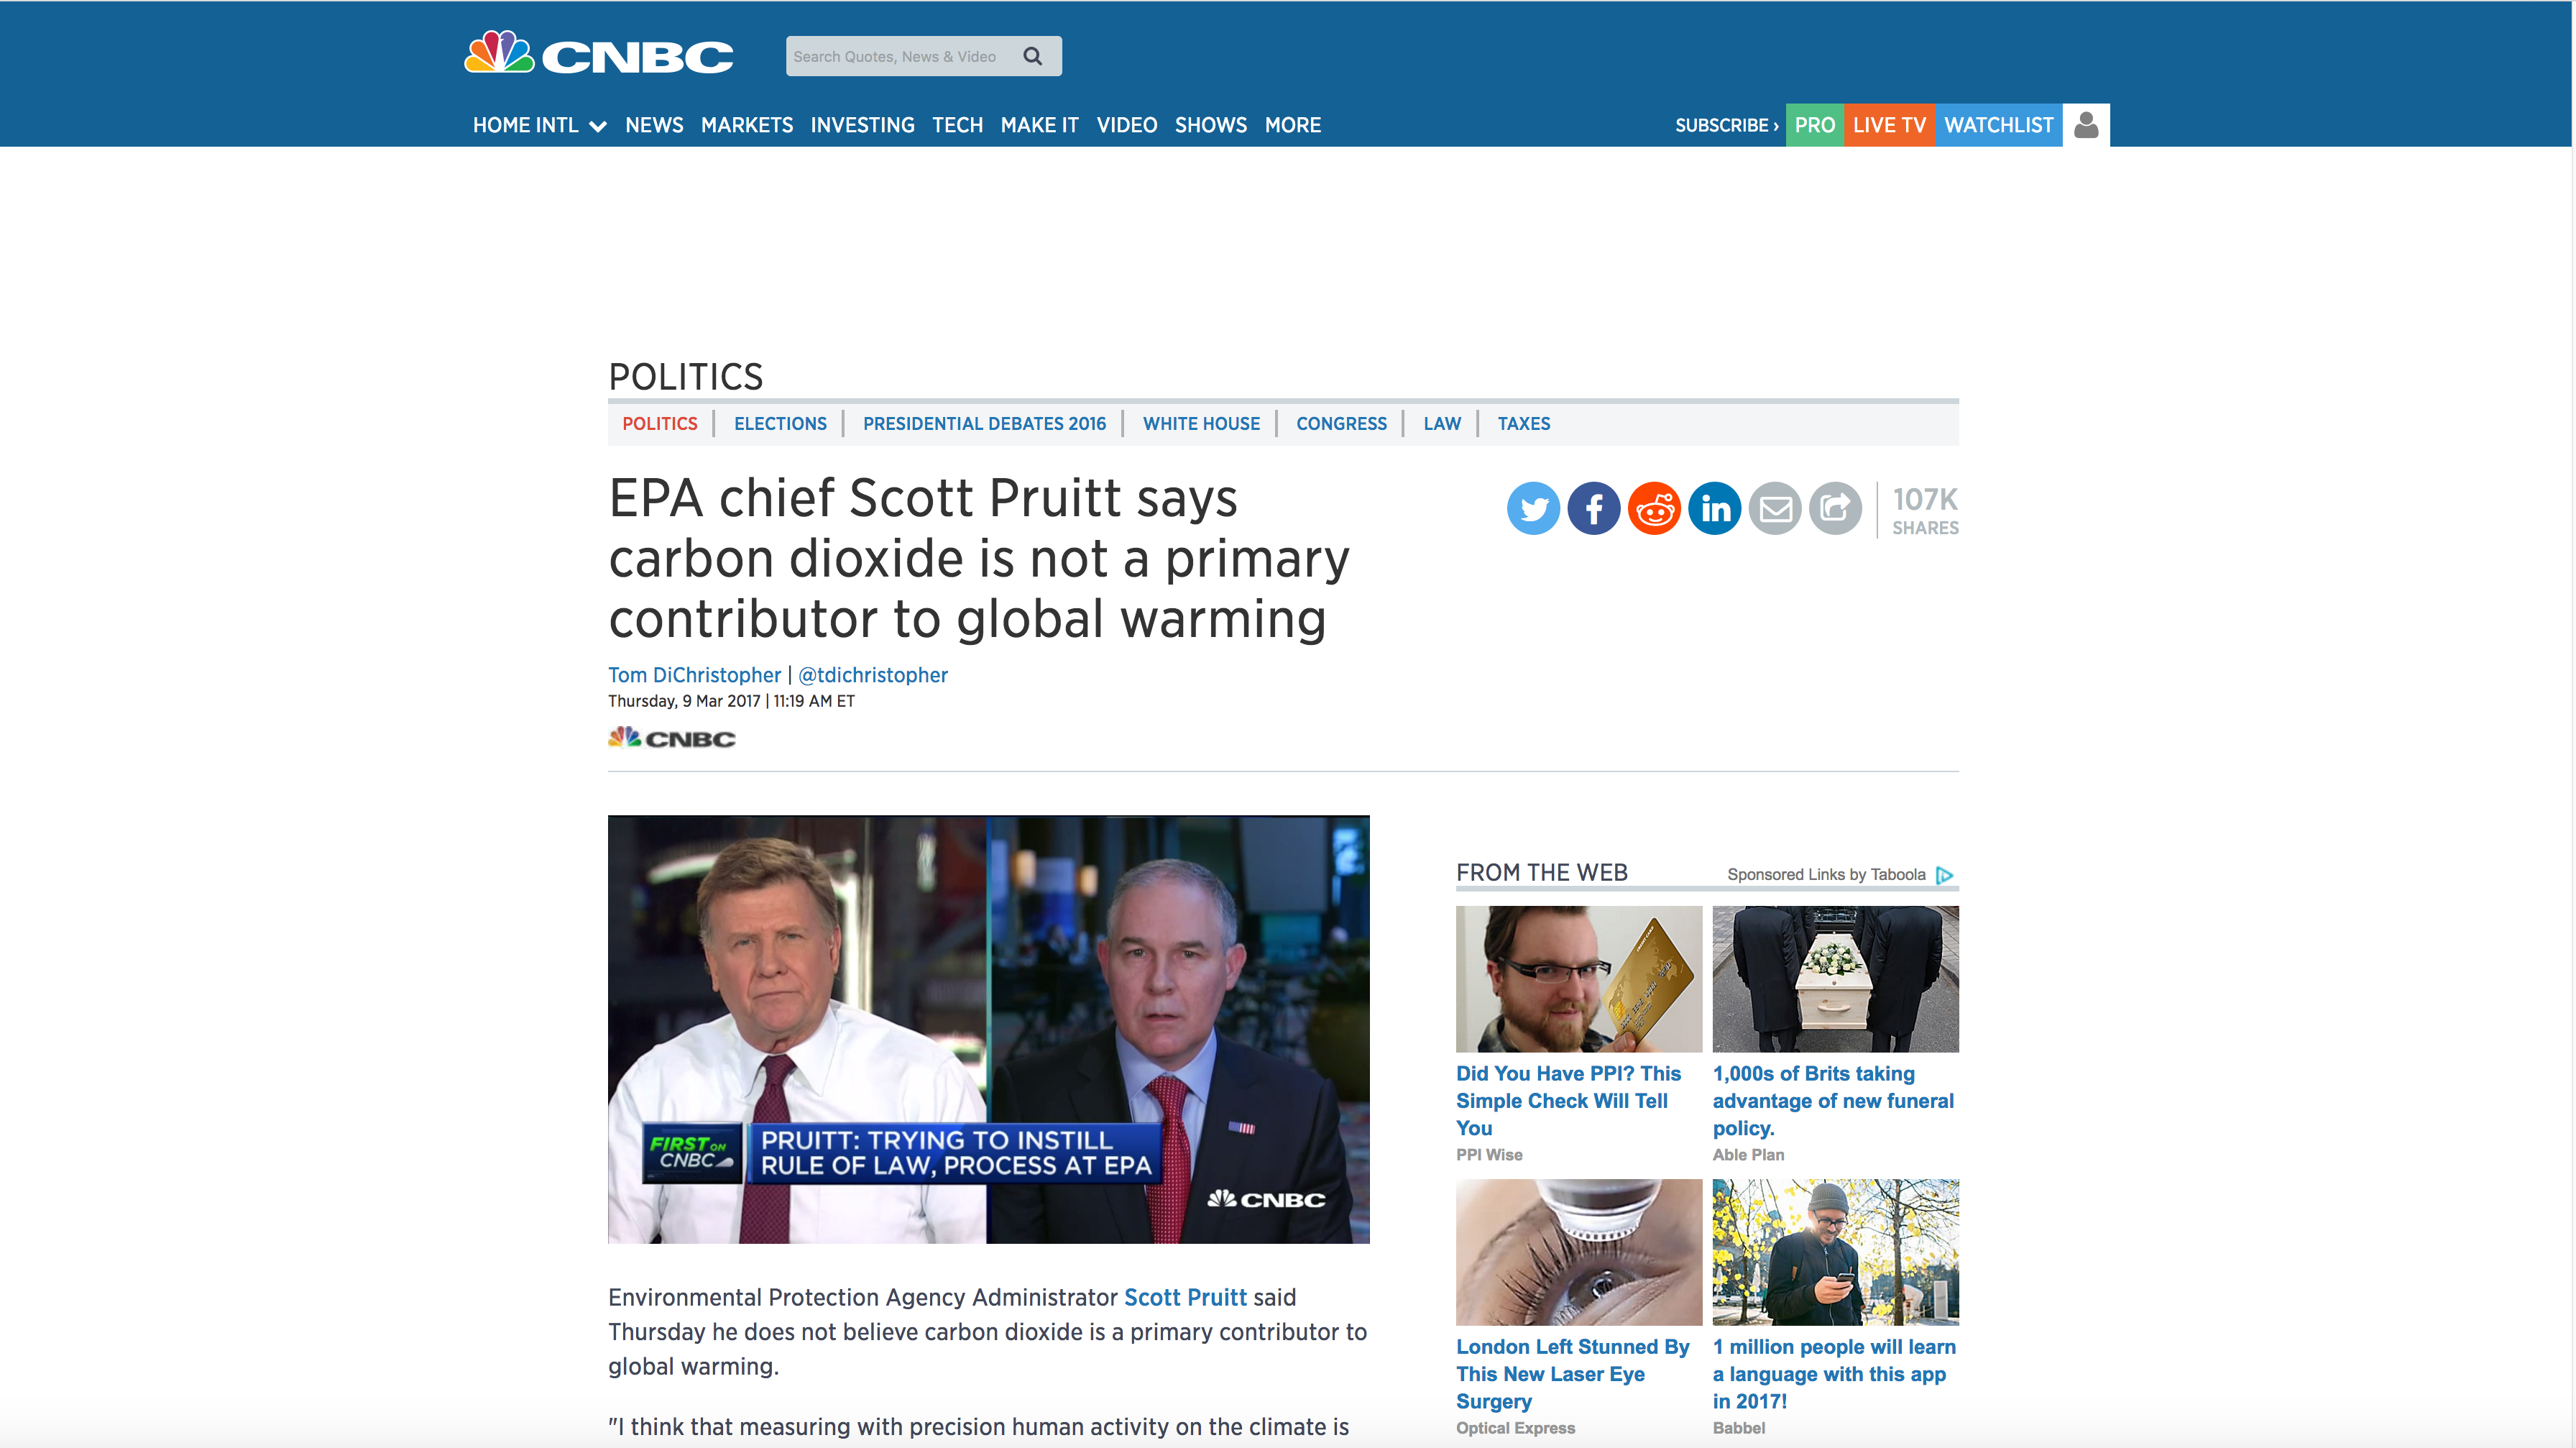 CNBC
Search Quotes, News & Video
HOME INTL NEWS MARKETS INVESTING TECH MAKE IT VIDEO SHOWS MORE
SUBSCRIBE › PRO LIVE TV WATCHLIST
POLITICS
POLITICS ELECTIONS PRESIDENTIAL DEBATES 2016 WHITE HOUSE CONGRESS LAW TAXES
EPA chief Scott Pruitt says
carbon dioxide is not a primary
contributor to global warming
107K
SHARES
Tom DiChristopher | @tdichristopher
Thursday, 9 Mar 2017 | 11:19 AM ET
CNBC
FIRST ON
CNBC
PRUITT: TRYING TO INSTILL
RULE OF LAW, PROCESS AT EPA
CNBC
Environmental Protection Agency Administrator Scott Pruitt said
Thursday he does not believe carbon dioxide is a primary contributor to
global warming.
"I think that measuring with precision human activity on the climate is
FROM THE WEB
Sponsored Links by Taboola
Did You Have PPI? This
Simple Check Will Tell
You
PPI Wise
1,000s of Brits taking
advantage of new funeral
policy.
Able Plan
London Left Stunned By
This New Laser Eye
Surgery
Optical Express
1 million people will learn
a language with this app
in 2017!
Babbel